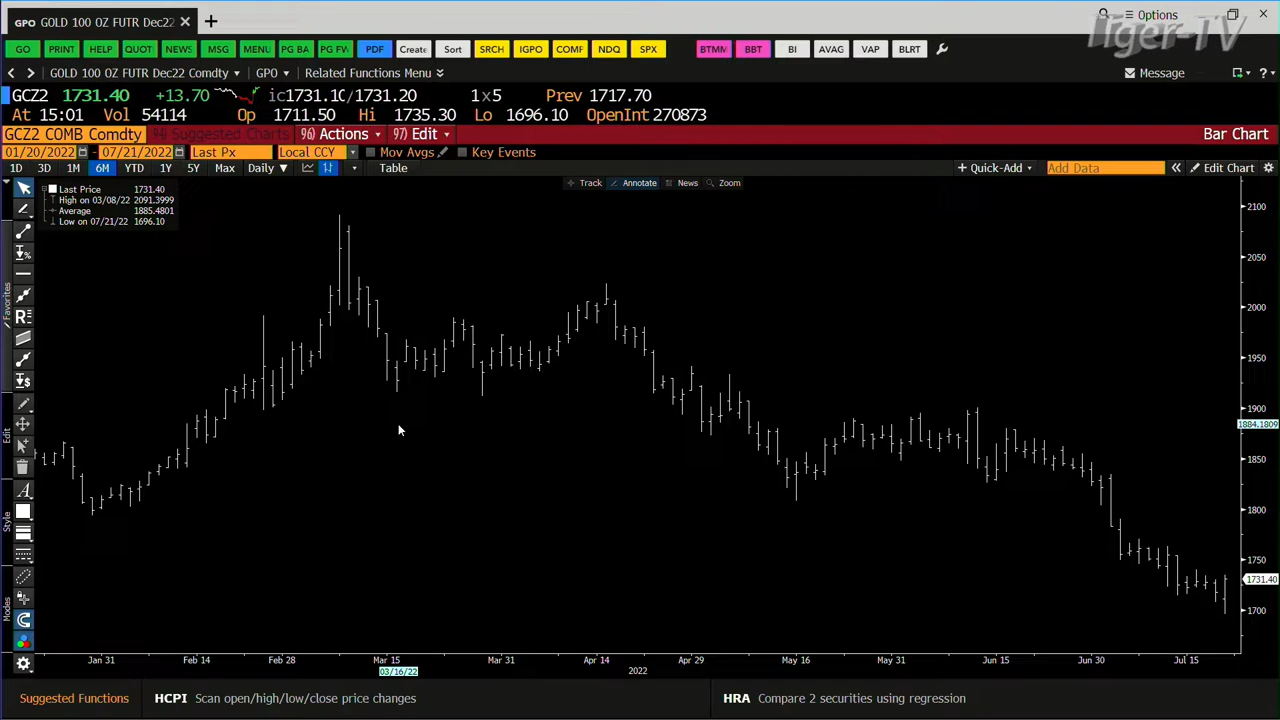 GPO GOLD 100 OZ FUTR Dec22
Options
Tiger-TV
GO PRINT HELP QUOT NEWS MSG MENU PG BA PG FW PDF Create Sort SRCH IGPO COMF NDQ SPX BTMM BBT BI AVAG VAP BLRT
GOLD 100 OZ FUTR Dec22 Comdty GPO Related Functions Menu Message
GCZ2 1731.40 +13.70 ic1731.10/1731.20 1x5 Prev 1717.70
At 15:01 Vol 54114 Op 1711.50 Hi 1735.30 Lo 1696.10 OpenInt 270873
GCZ2 COMB Comdty 94) Suggested Charts 96) Actions 97) Edit Bar Chart
01/20/2022 - 07/21/2022 Last Px Local CCY Mov Avgs Key Events
1D 3D 1M 6M YTD 1Y 5Y Max Daily Table + Quick-Add Add Data Edit Chart
Track Annotate News Zoom
Last Price 1731.40
High on 03/08/22 2091.3999
Average 1885.4801
Low on 07/21/22 1696.10
2100
2050
2000
1950
1900
1884.1809
1850
1800
1750
1731.40
1700
Favorites
Edit
Style
Modes
Jan 31 Feb 14 Feb 28 Mar 15 Mar 31 Apr 14 Apr 29 May 16 May 31 Jun 15 Jun 30 Jul 15
03/16/22
2022
Suggested Functions HCPI Scan open/high/low/close price changes HRA Compare 2 securities using regression